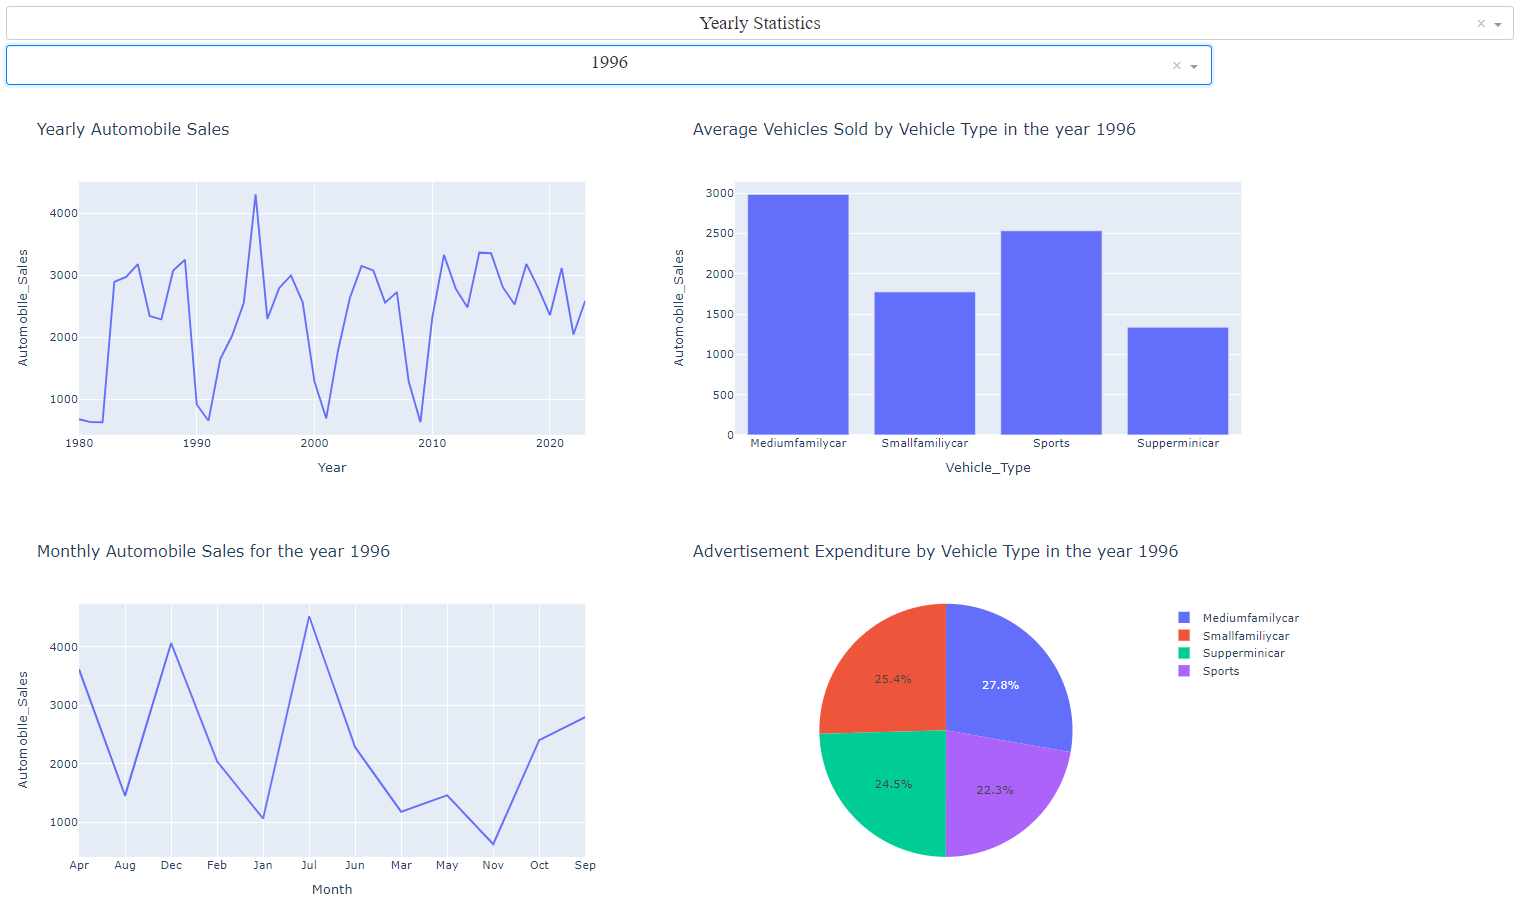 Yearly Statistics
×
1996
×
Yearly Automobile Sales
4000
3000
2000
1000
Automobile_Sales
1980 1990 2000 2010 2020
Year
Average Vehicles Sold by Vehicle Type in the year 1996
3000
2500
2000
1500
1000
500
0
Automobile_Sales
Mediumfamilycar Smallfamiliycar Sports Supperminicar
Vehicle_Type
Monthly Automobile Sales for the year 1996
4000
3000
2000
1000
Automobile_Sales
Apr Aug Dec Feb Jan Jul Jun Mar May Nov Oct Sep
Month
Advertisement Expenditure by Vehicle Type in the year 1996
25.4% 27.8%
24.5% 22.3%
Mediumfamilycar
Smallfamiliycar
Supperminicar
Sports